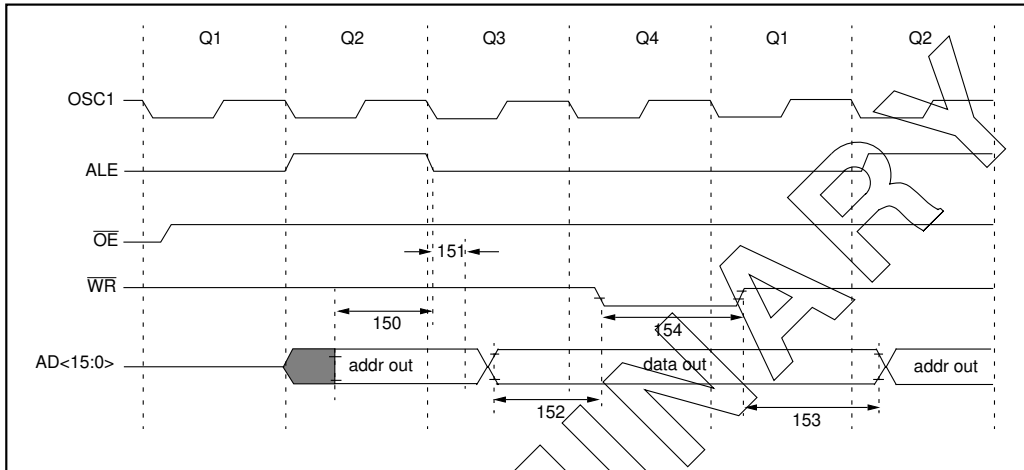 Q1 Q2 Q3 Q4 Q1 Q2
OSC1
ALE
OE
151
WR
150
154
AD<15:0> addr out data out addr out
152
153
INARY